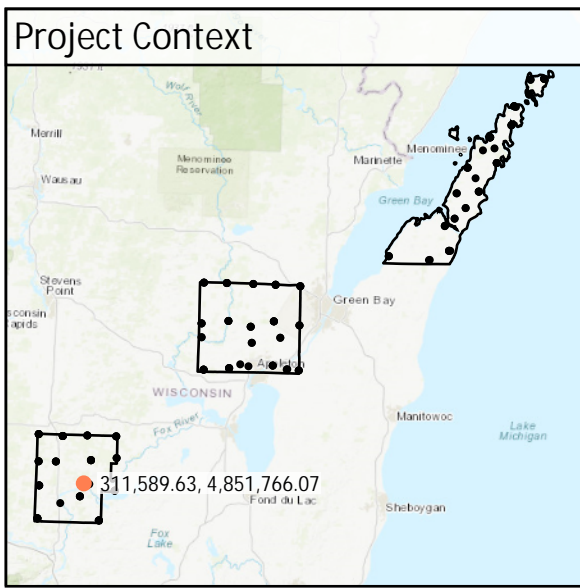 Project Context
Wolf
River
Merrill
Menominee
Menominee
Reservation
Marinette
Wausau
Green Bay
Stevens
Point
Green Bay
Appleton
WISCONSIN
Fox River
Manitowoc
Lake
Michigan
311,589.63, 4,851,766.07
Fond du Lac
Sheboygan
Fox
Lake